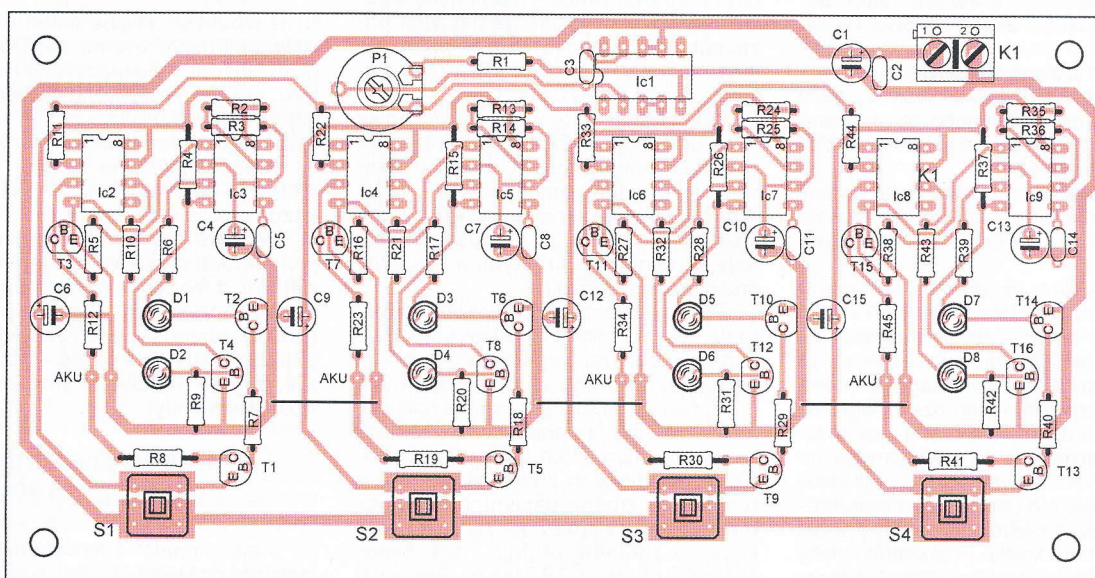 1 2
C1 K1
P1
R1 C3 Ic1 C2
R2 R13 R24 R35
R3 R14 R25 R36
R11 R22 R33 R44
1 8 1 8 1 8 1 8 1 8 1 8 1 8 1 8
R4 R15 R26 R37
K1
Ic2 Ic3 Ic4 Ic5 Ic6 Ic7 Ic8 Ic9
C4 C5 C7 C8 C10 C11 C13 C14
C B E C B E C B E C B E
T3 R5 R10 R6 T7 R16 R21 R17 T11 R27 R32 R28 T15 R38 R43 R39
C6 C9 C12 C15
D1 T2 D3 T6 D5 T10 D7 T14
B E C B E C B E C B E C
+ + + +
R12 R23 R34 R45
D2 T4 D4 T8 D6 T12 D8 T16
E C B E C B E C B E C B
AKU AKU AKU AKU
R9 R7 R20 R18 R31 R29 R42 R40
R8 R19 R30 R41
E B C E B C E B C E B C
T1 T5 T9 T13
S1 S2 S3 S4